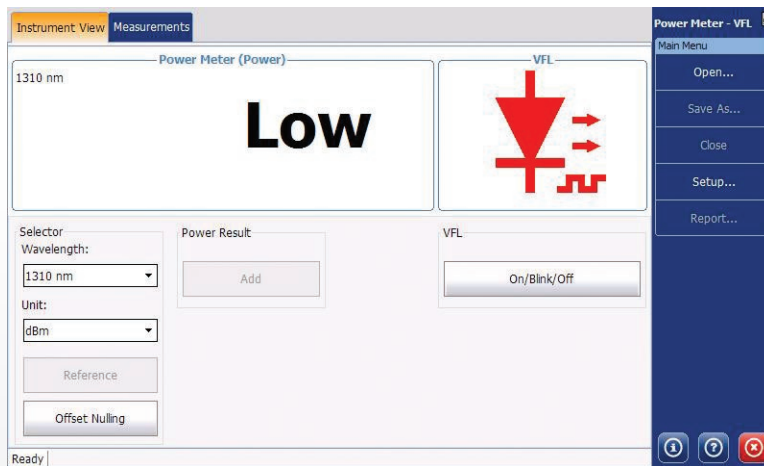 Instrument View
Measurements
Power Meter (Power)
1310 nm
Low
VFL
Selector
Wavelength:
1310 nm
Unit:
dBm
Reference
Offset Nulling
Power Result
Add
VFL
On/Blink/Off
Ready
Power Meter - VFL
Main Menu
Open...
Save As...
Close
Setup...
Report...